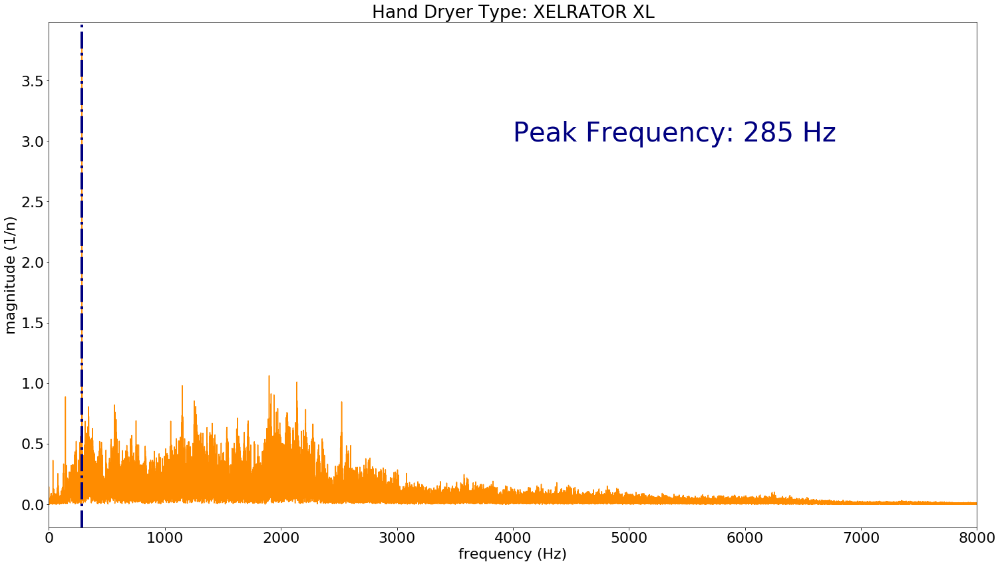 Hand Dryer Type: XELRATOR XL
Peak Frequency: 285 Hz
magnitude (1/n)
3.5
3.0
2.5
2.0
1.5
1.0
0.5
0.0
0 1000 2000 3000 4000 5000 6000 7000 8000
frequency (Hz)